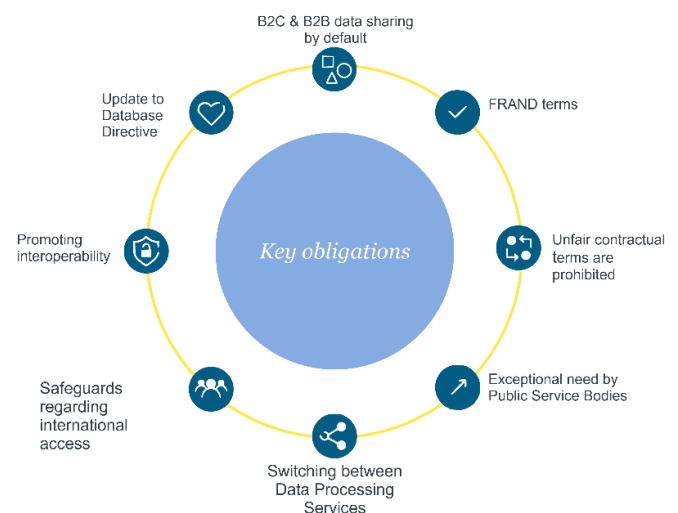 B2C & B2B data sharing
by default
FRAND terms
Unfair contractual
terms are
prohibited
Exceptional need by
Public Service Bodies
Switching between
Data Processing
Services
Safeguards
regarding
international
access
Promoting
interoperability
Update to
Database
Directive
Key obligations